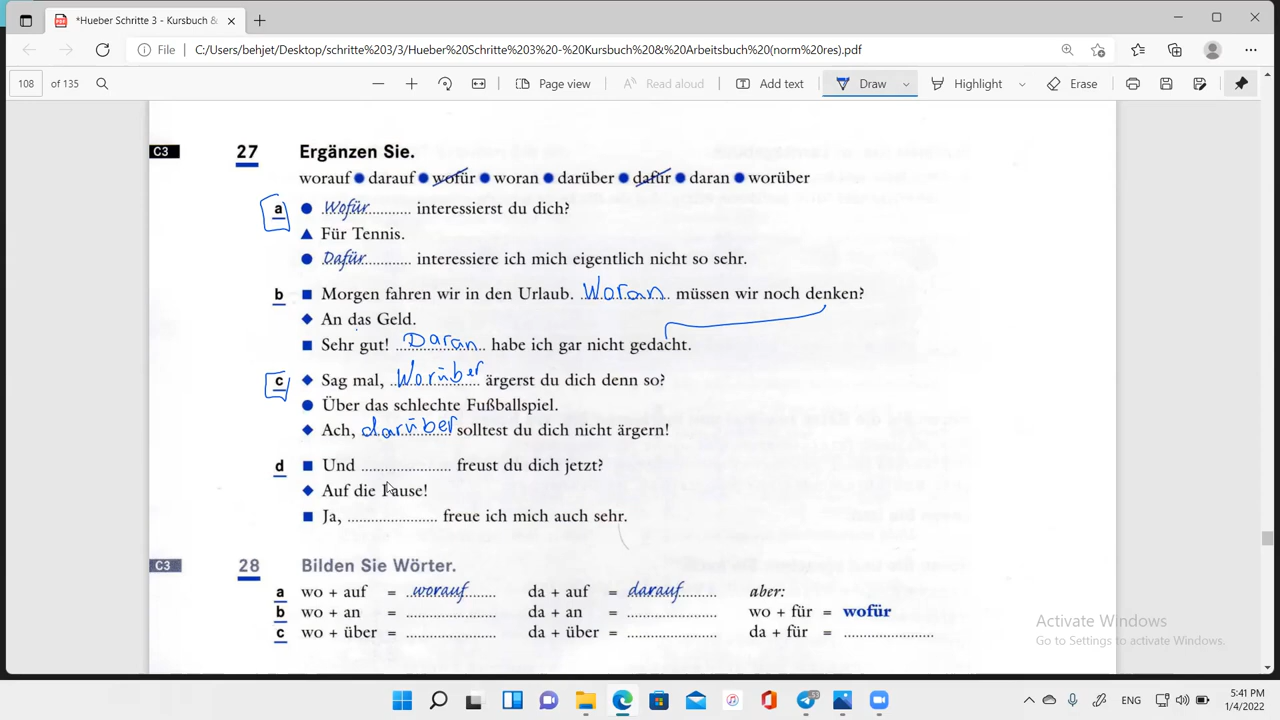 *Hueber Schritte 3 - Kursbuch &
File
C:/Users/behjet/Desktop/schritte%203/3/Hueber%20Schritte%203%20-%20Kursbuch%20&%20Arbeitsbuch%20(norm%20res).pdf
108 of 135
Page view
Read aloud
Add text
Draw
Highlight
Erase
C3 27 Ergänzen Sie.
worauf ● darauf ● wofür ● woran ● darüber ● dafür ● daran ● worüber
a ● Wofür interessierst du dich?
▲ Für Tennis.
● Dafür interessiere ich mich eigentlich nicht so sehr.
b ■ Morgen fahren wir in den Urlaub. Woran müssen wir noch denken?
◆ An das Geld.
■ Sehr gut! Daran habe ich gar nicht gedacht.
c ◆ Sag mal, Worüber ärgerst du dich denn so?
● Über das schlechte Fußballspiel.
◆ Ach, darüber solltest du dich nicht ärgern!
d ■ Und ...................... freust du dich jetzt?
◆ Auf die Pause!
■ Ja, ...................... freue ich mich auch sehr.
C3 28 Bilden Sie Wörter.
a wo + auf = worauf da + auf = darauf aber:
b wo + an = ...................... da + an = ...................... wo + für = wofür
c wo + über = ...................... da + über = ...................... da + für = ......................
Activate Windows
Go to Settings to activate Windows.
ENG
5:41 PM
1/4/2022